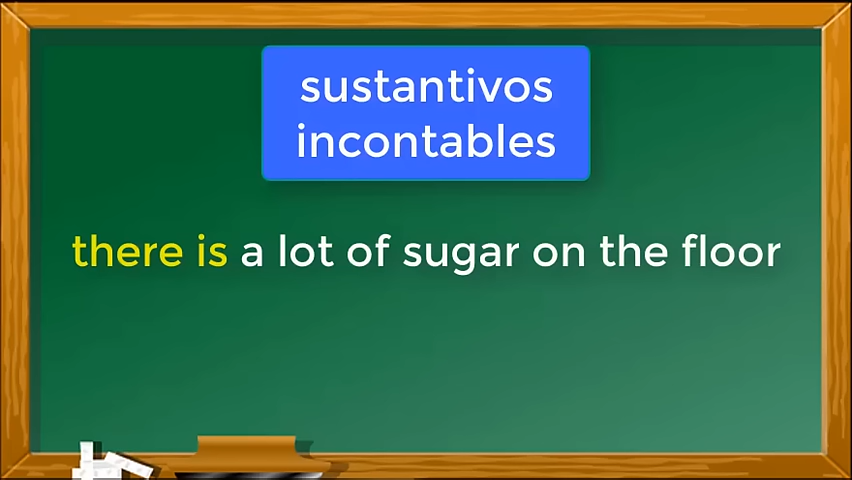 sustantivos
incontables
there is a lot of sugar on the floor